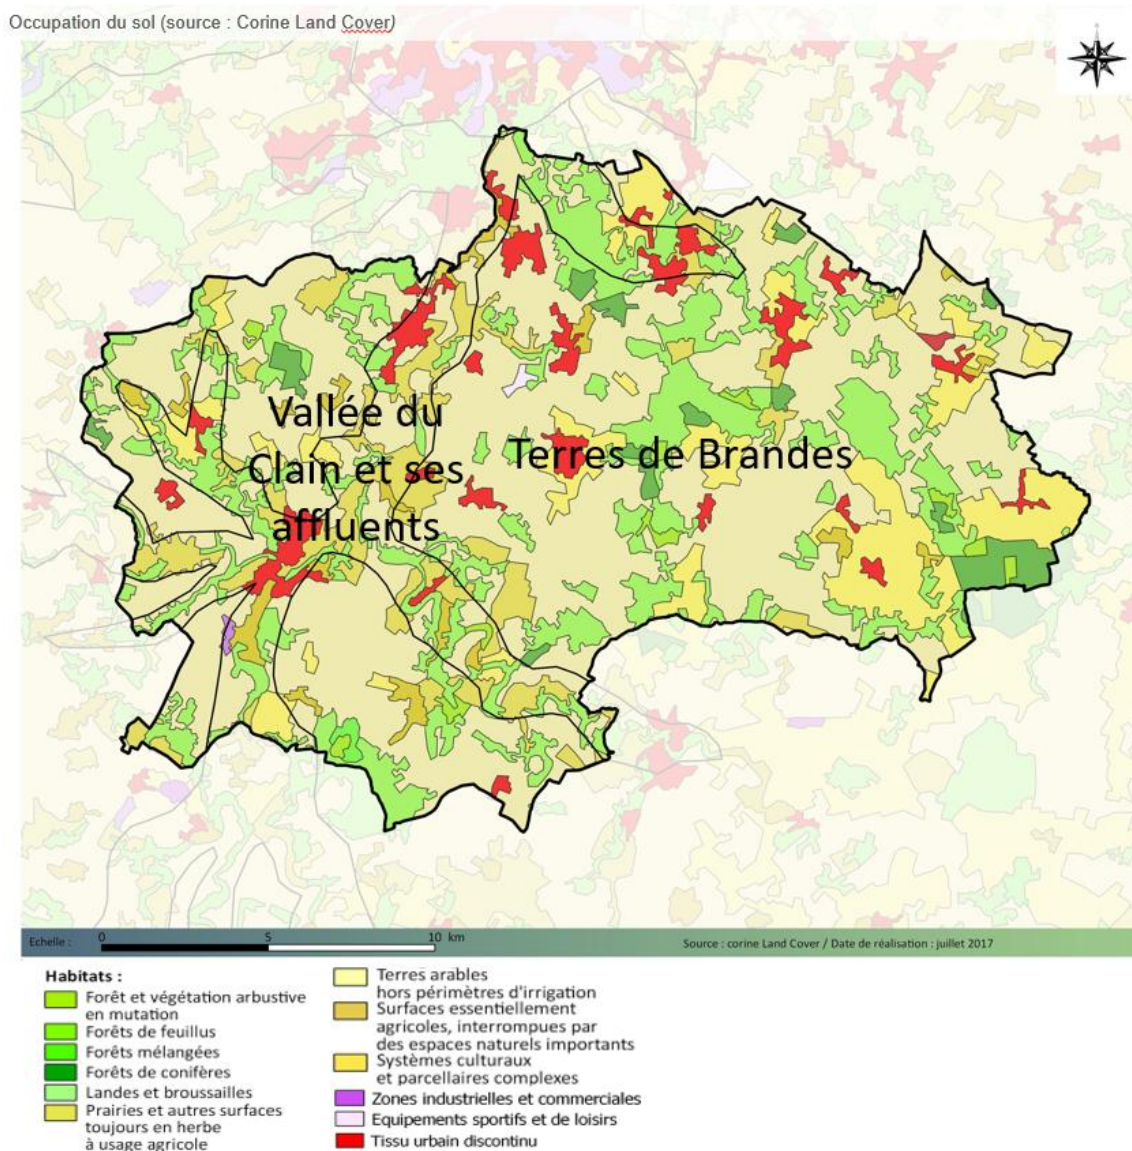 Occupation du sol (source : Corine Land Cover)
Vallée du
Clain et ses
affluents
Terres de Brandes
Echelle :
0 5 10 km
Source : corine Land Cover / Date de réalisation : juillet 2017
Habitats :
Forêt et végétation arbustive
en mutation
Forêts de feuillus
Forêts mélangées
Forêts de conifères
Landes et broussailles
Prairies et autres surfaces
toujours en herbe
à usage agricole
Terres arables
hors périmètres d'irrigation
Surfaces essentiellement
agricoles, interrompues par
des espaces naturels importants
Systèmes culturaux
et parcellaires complexes
Zones industrielles et commerciales
Equipements sportifs et de loisirs
Tissu urbain discontinu